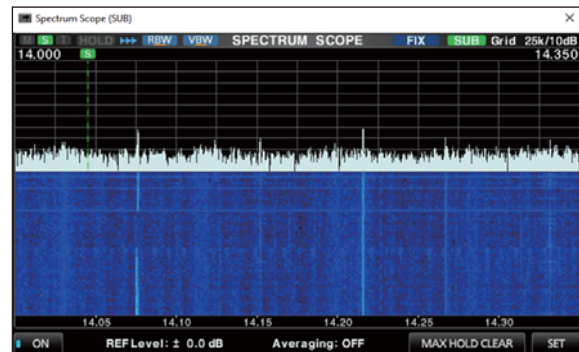 Spectrum Scope (SUB)
M S T HOLD RBW VBW SPECTRUM SCOPE FIX SUB Grid 25k/10dB
14.000 S 14.350
14.05 14.10 14.15 14.20 14.25 14.30
ON REF Level: ± 0.0 dB Averaging: OFF MAX HOLD CLEAR SET